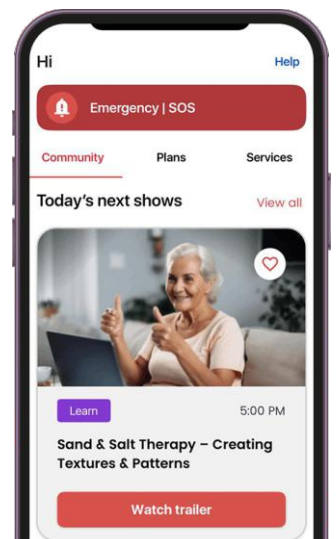 Hi
Help
Emergency | SOS
Community
Plans
Services
Today's next shows
View all
Learn
5:00 PM
Sand & Salt Therapy – Creating
Textures & Patterns
Watch trailer